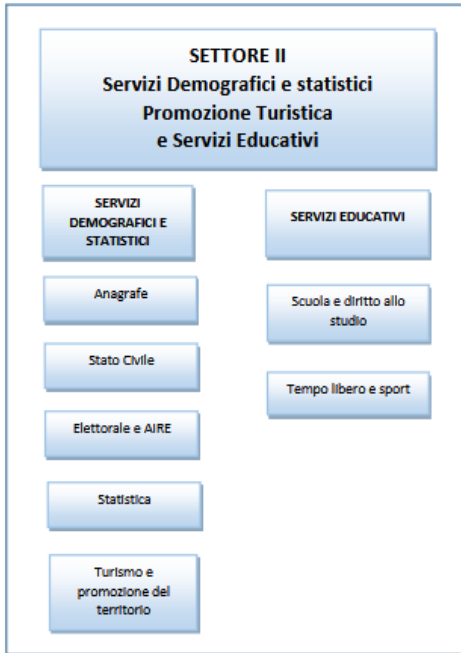 SETTORE II
Servizi Demografici e statistici
Promozione Turistica
e Servizi Educativi
SERVIZI
DEMOGRAFICI E
STATISTICI
Anagrafe
Stato Civile
Elettorale e AIRE
Statistica
Turismo e
promozione del
territorio
SERVIZI EDUCATIVI
Scuola e diritto allo
studio
Tempo libero e sport